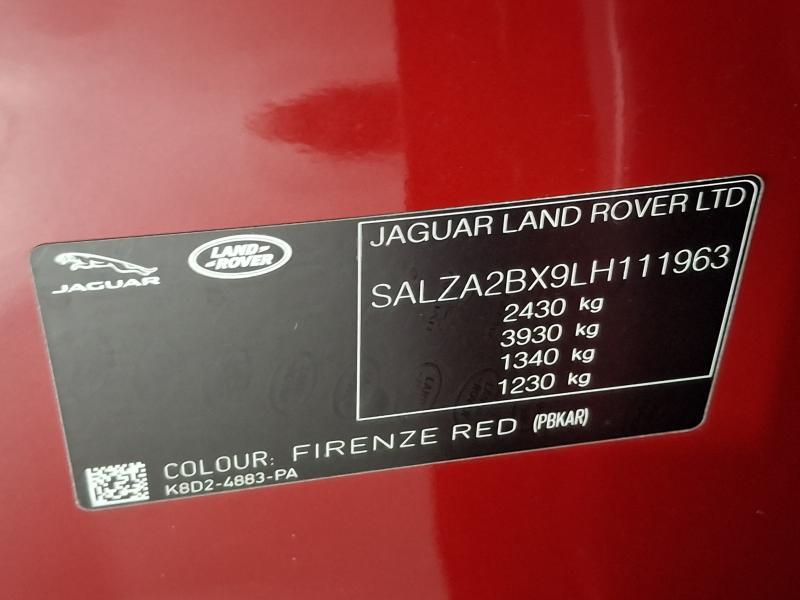 JAGUAR
LAND-
-ROVER
JAGUAR LAND ROVER LTD
SALZA2BX9LH111963
2430 kg
3930 kg
1340 kg
1230 kg
COLOUR: FIRENZE RED (PBKAR)
K8D2-4883-PA